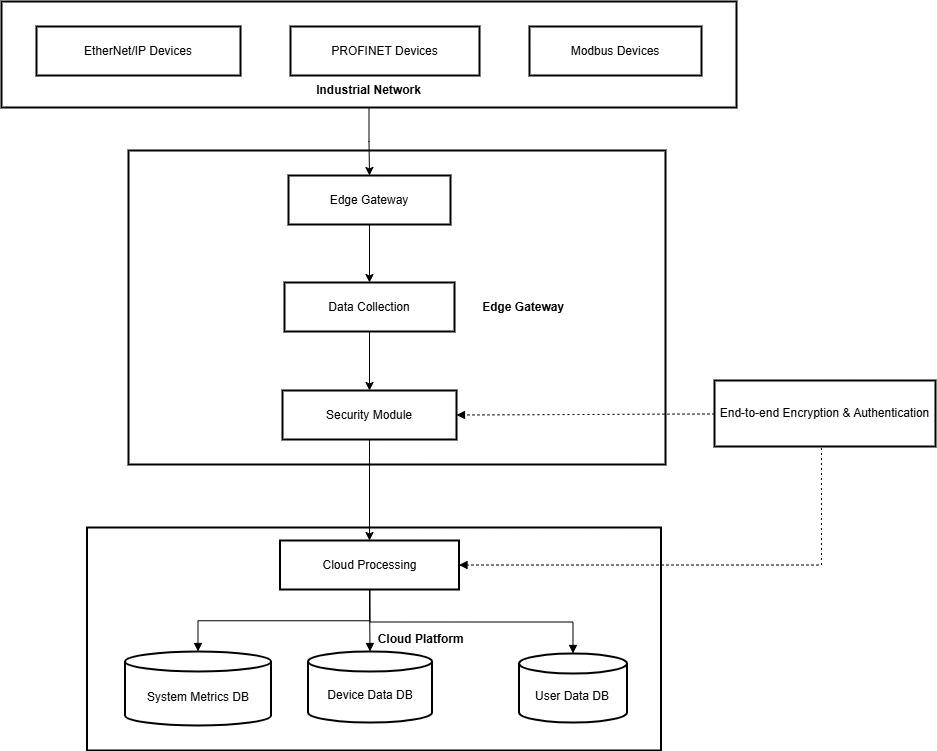 EtherNet/IP Devices
PROFINET Devices
Modbus Devices
Industrial Network
Edge Gateway
Data Collection
Edge Gateway
Security Module
End-to-end Encryption & Authentication
Cloud Processing
Cloud Platform
System Metrics DB
Device Data DB
User Data DB